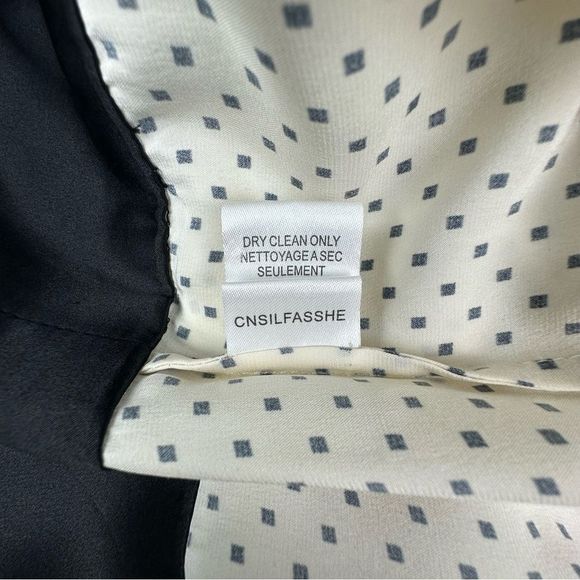 DRY CLEAN ONLY
NETTOYAGE A SEC
SEULEMENT
CNSILFASSHE